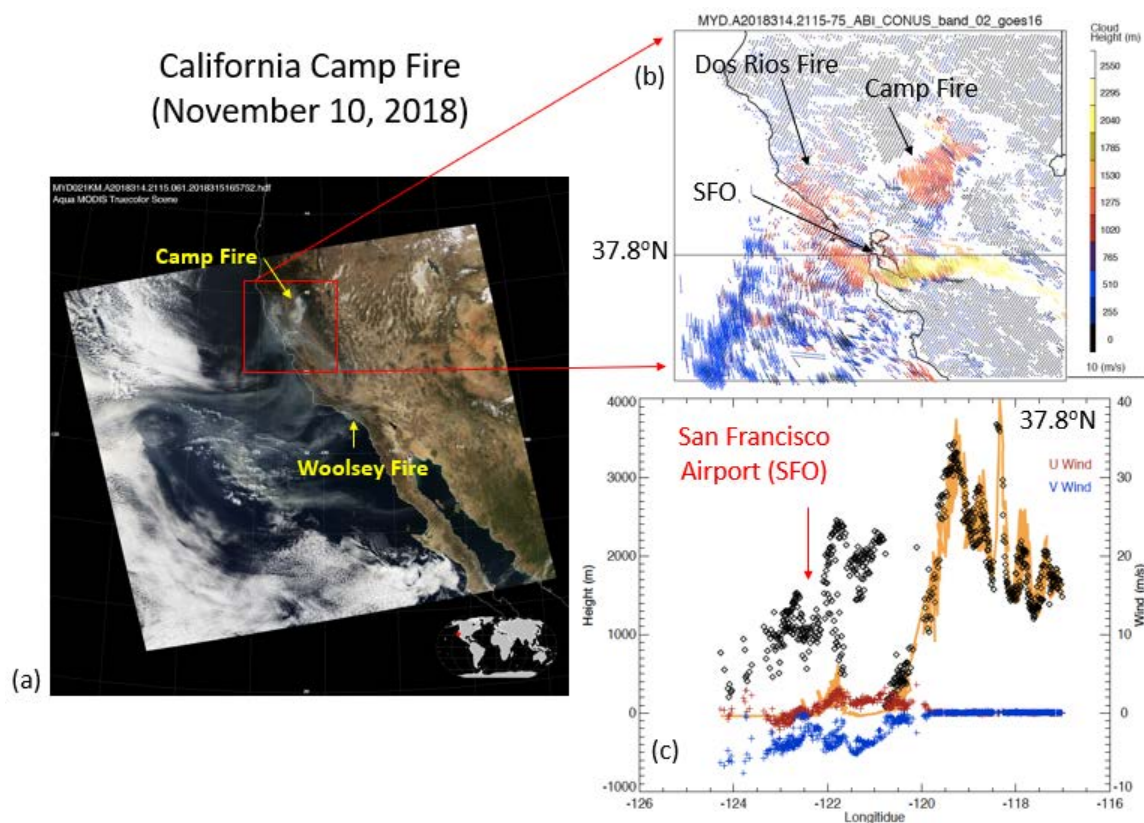 California Camp Fire
(November 10, 2018)
MYD021KM.A2018314.2115.061.2018315165752.hdf
Aqua MODIS Truecolor Scene
Camp Fire
Woolsey Fire
(a)
MYD.A2018314.2115-75_ABI_CONUS_band_02_goes16
(b)
Dos Rios Fire
Camp Fire
SFO
37.8ºN
Cloud
Height (m)
2550
2295
2040
1785
1530
1275
1020
765
510
255
0
10 (m/s)
37.8ºN
San Francisco
Airport (SFO)
U Wind
V Wind
4000
3000
2000
1000
0
-1000
Height (m)
40
30
20
10
0
-10
Wind (m/s)
(c)
-126
-124
-122
-120
-118
-116
Longitidue